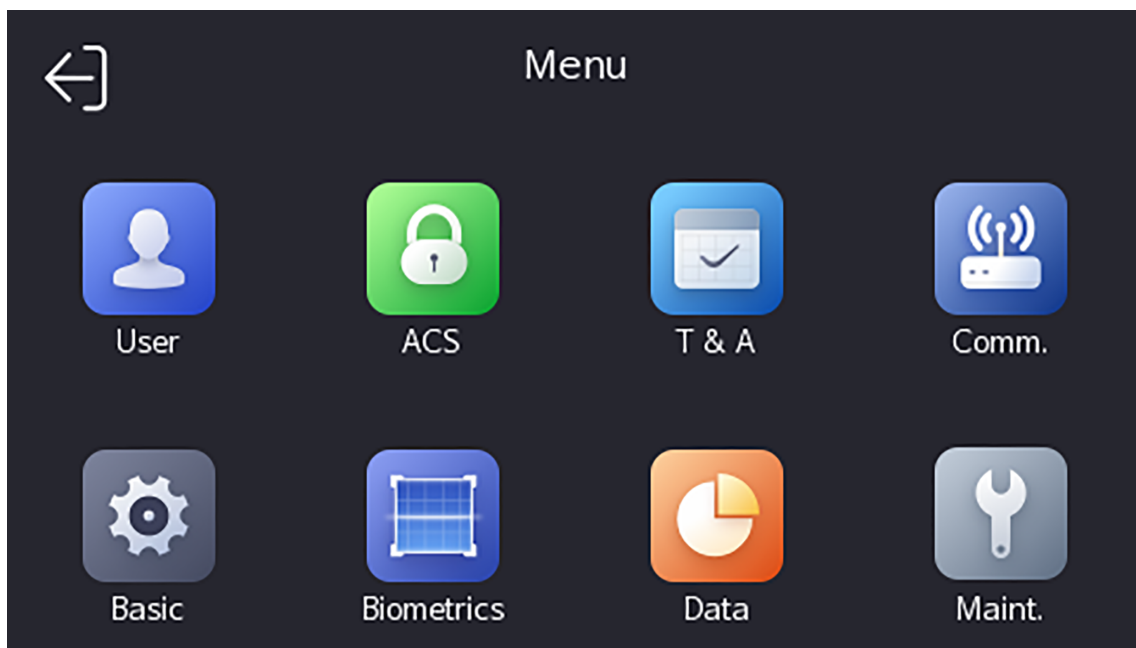 Menu
User
ACS
T & A
Comm.
Basic
Biometrics
Data
Maint.